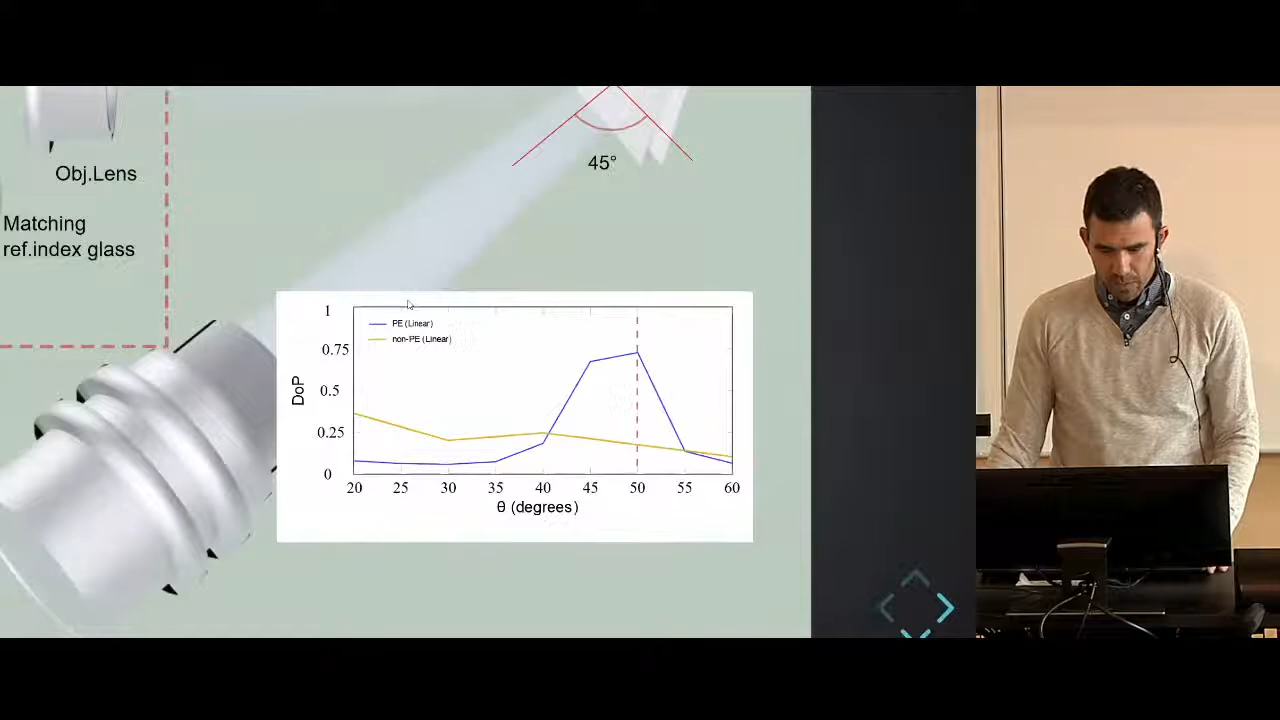 Obj.Lens
Matching
ref.index glass
45°
1
0.75
0.5
0.25
0
DoP
PE (Linear)
non-PE (Linear)
20 25 30 35 40 45 50 55 60
θ (degrees)